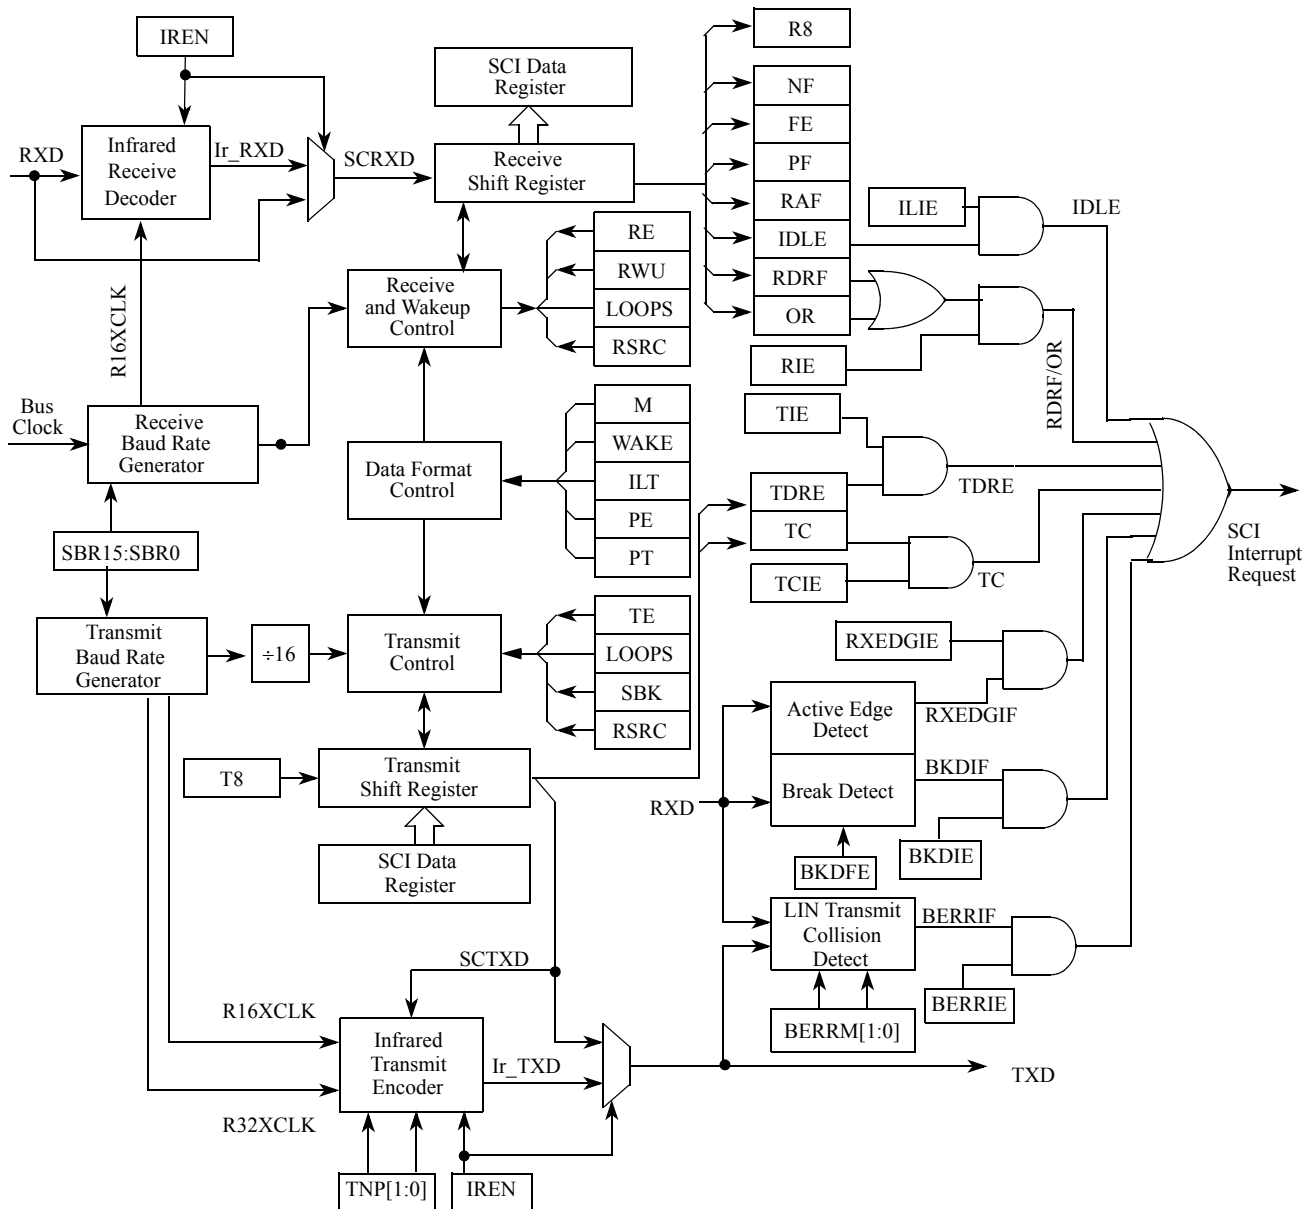 IREN
R8
SCI Data
Register
NF
FE
PF
RAF
IDLE
RDRF
OR
RXD
Infrared
Receive
Decoder
Ir_RXD
SCRXD
Receive
Shift Register
ILIE
IDLE
RE
RWU
LOOPS
RSRC
R16XCLK
Receive
and Wakeup
Control
RIE
RDRF/OR
Bus
Clock
Receive
Baud Rate
Generator
M
WAKE
ILT
PE
PT
TIE
Data Format
Control
TDRE
TC
TDRE
SBR15:SBR0
SCI
Interrupt
Request
TCIE
TC
Transmit
Baud Rate
Generator
÷16
Transmit
Control
TE
LOOPS
SBK
RSRC
RXEDGIE
Active Edge
Detect
RXEDGIF
T8
Transmit
Shift Register
RXD
Break Detect
BKDIF
SCI Data
Register
BKDFE
BKDIE
LIN Transmit
Collision
Detect
BERRIF
SCTXD
BERRIE
R16XCLK
Infrared
Transmit
Encoder
Ir_TXD
BERRM[1:0]
TXD
R32XCLK
TNP[1:0]
IREN